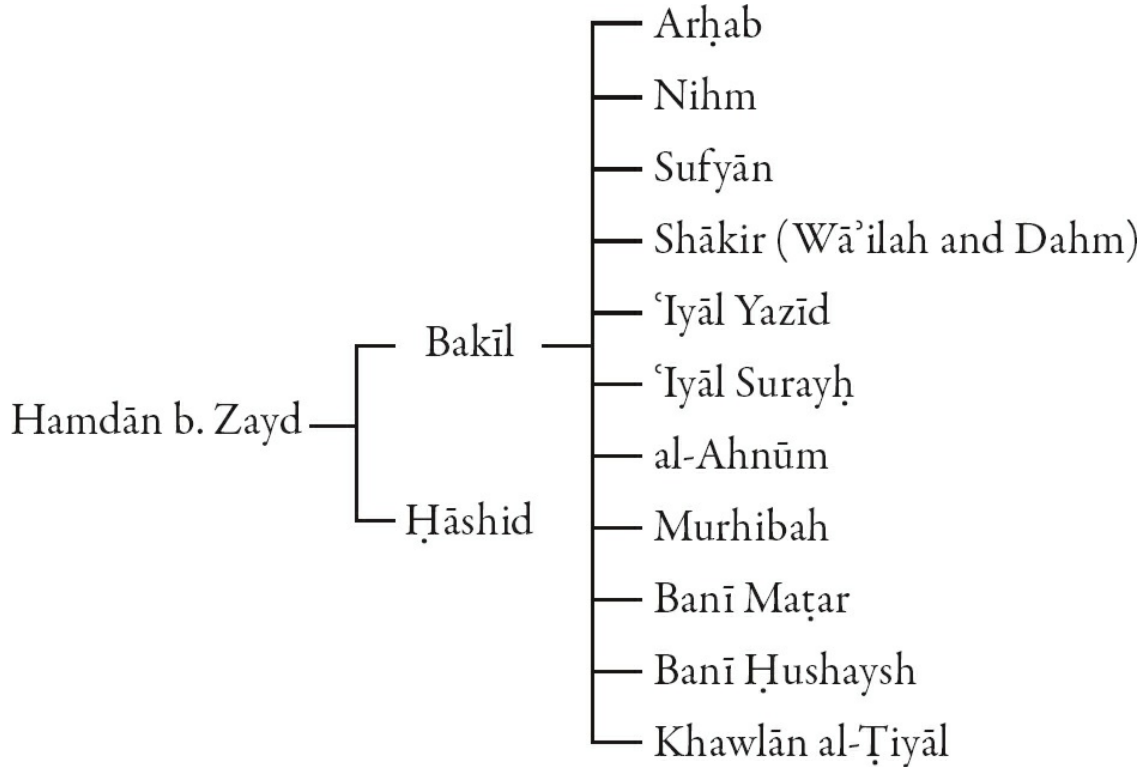 Arḥab
Nihm
Sufyān
Shākir (Wāʾilah and Dahm)
ʿIyāl Yazīd
Bakīl
ʿIyāl Surayḥ
Hamdān b. Zayd
al-Ahnūm
Ḥāshid
Murhibah
Banī Maṭar
Banī Ḥushaysh
Khawlān al-Ṭiyāl